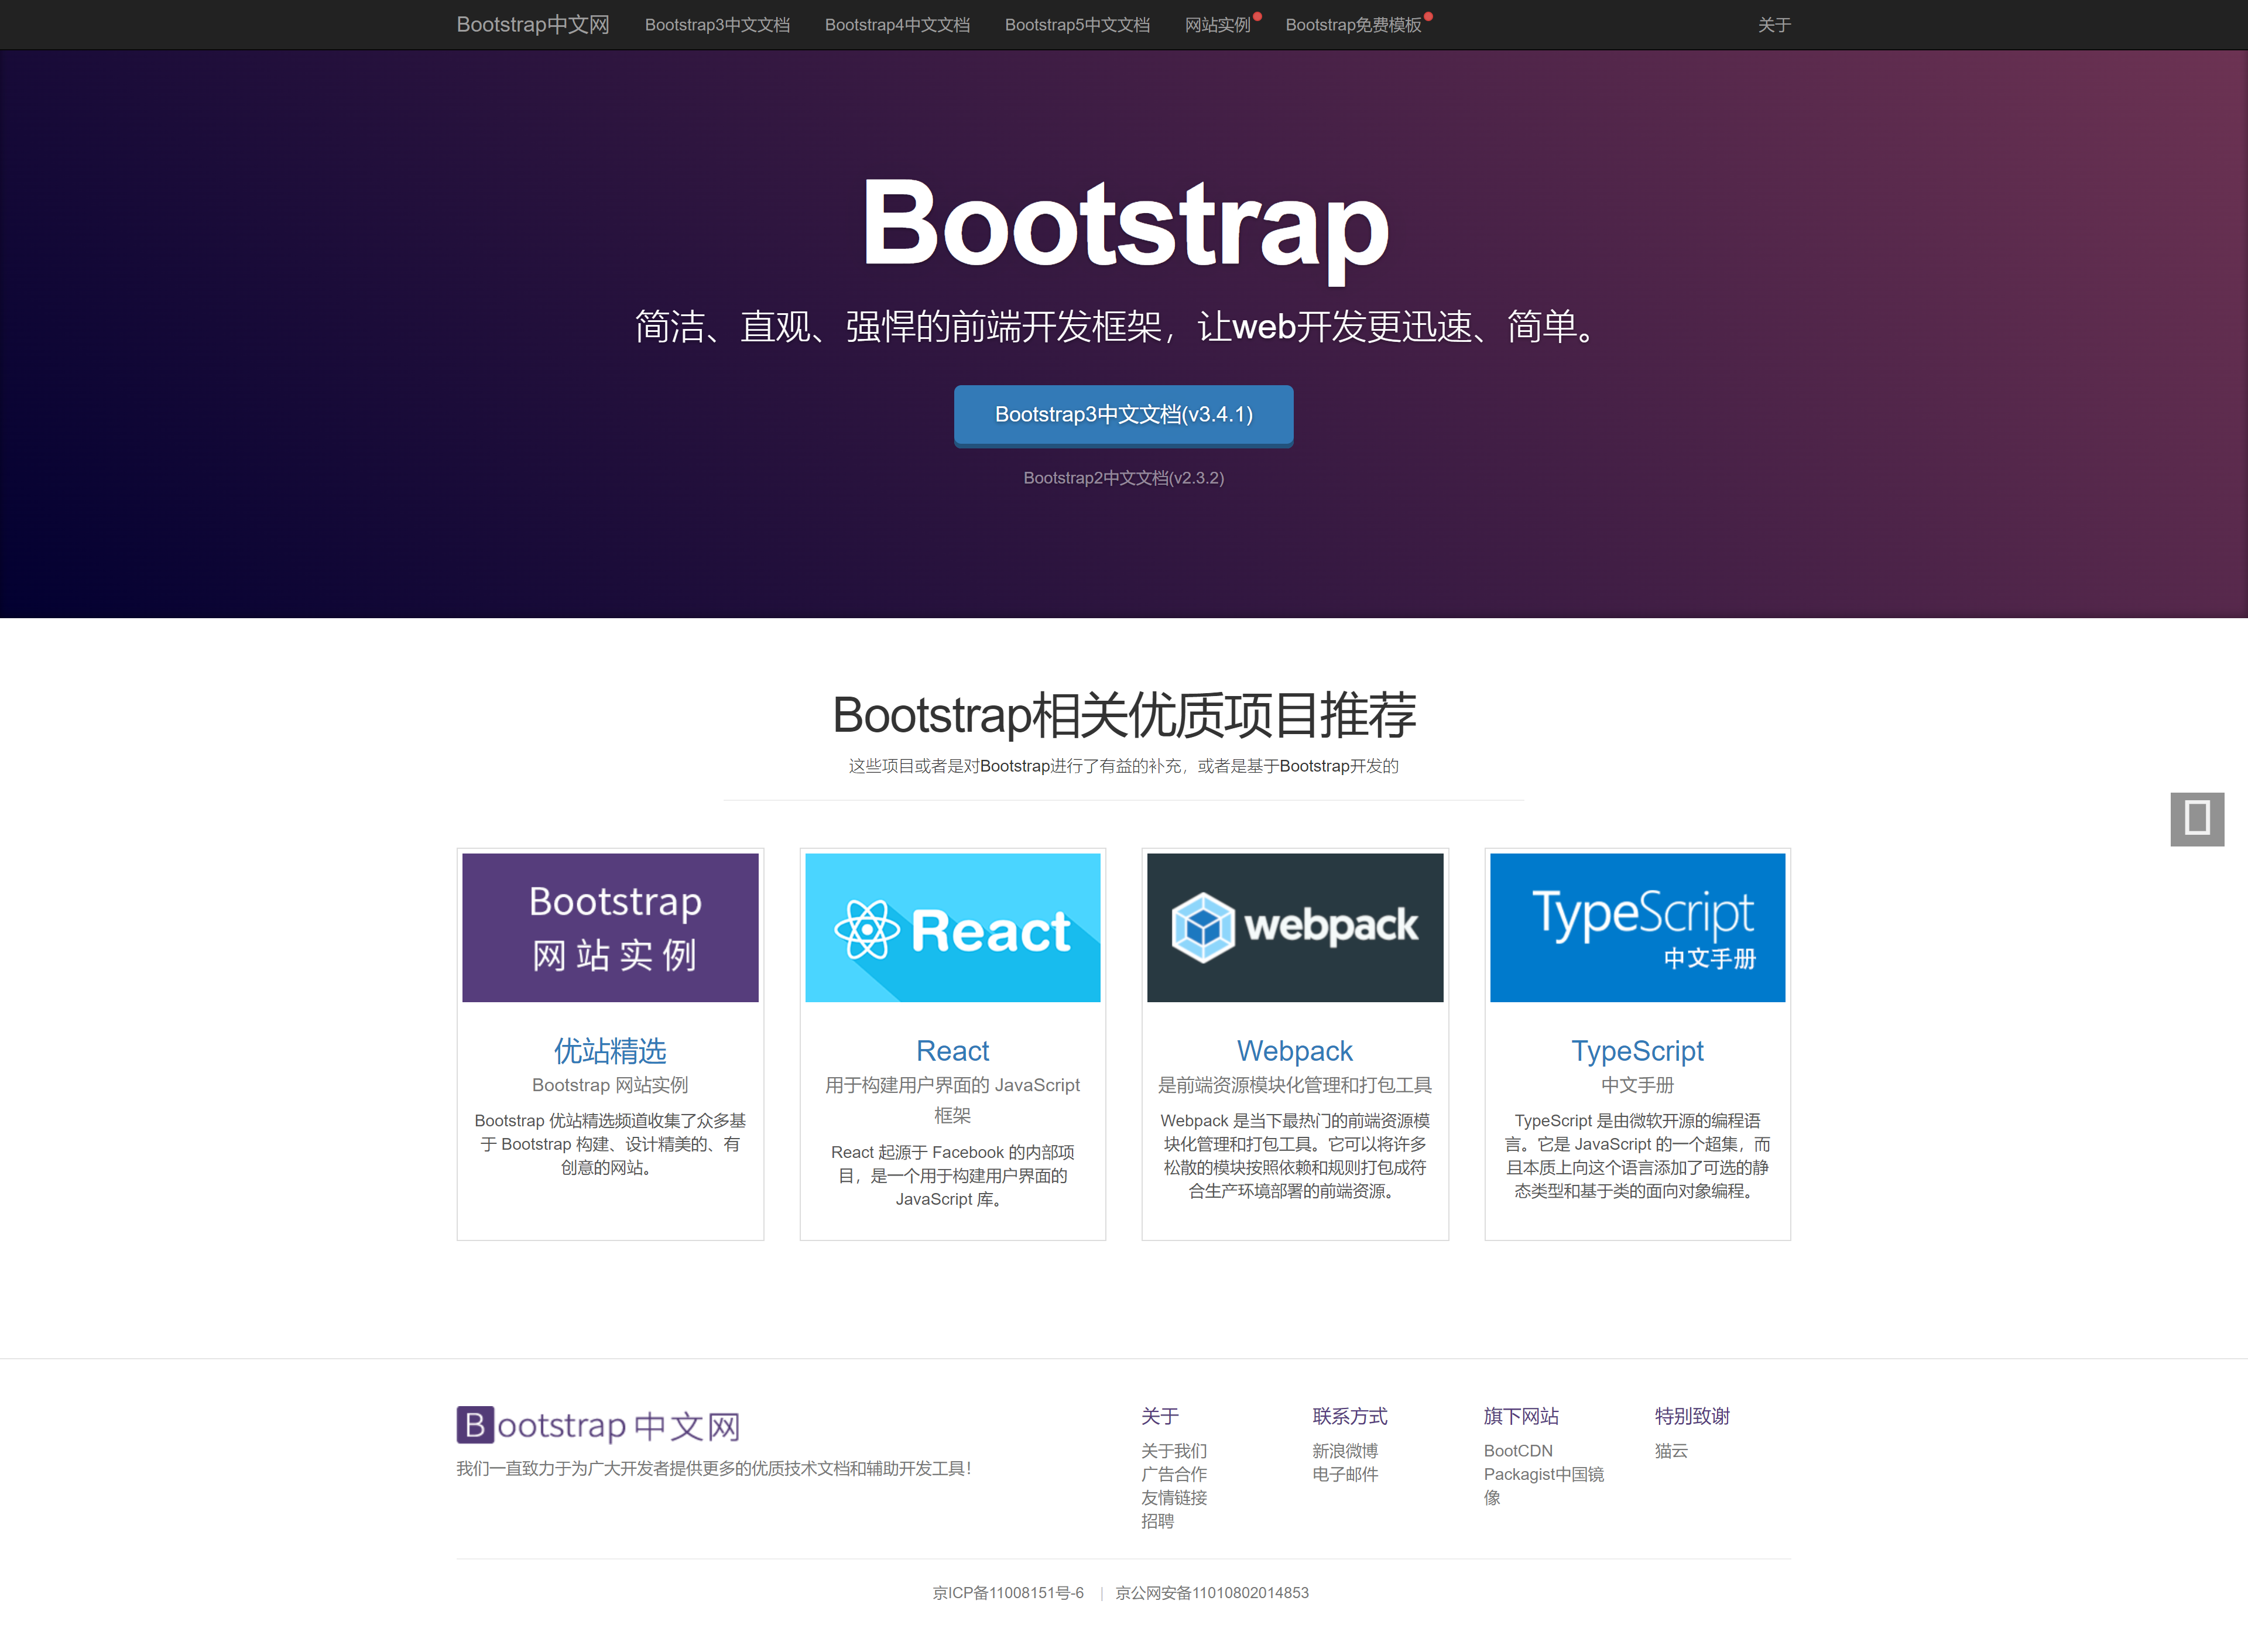 Bootstrap中文网 Bootstrap3中文文档 Bootstrap4中文文档 Bootstrap5中文文档 网站实例 Bootstrap免费模板 关于
Bootstrap
简洁、直观、强悍的前端开发框架，让web开发更迅速、简单。
Bootstrap3中文文档(v3.4.1)
Bootstrap2中文文档(v2.3.2)
Bootstrap相关优质项目推荐
这些项目或者是对Bootstrap进行了有益的补充，或者是基于Bootstrap开发的
Bootstrap
网站实例
优站精选
Bootstrap 网站实例
Bootstrap 优站精选频道收集了众多基
于 Bootstrap 构建、设计精美的、有
创意的网站。
React
React
用于构建用户界面的 JavaScript
框架
React 起源于 Facebook 的内部项
目，是一个用于构建用户界面的
JavaScript 库。
webpack
Webpack
是前端资源模块化管理和打包工具
Webpack 是当下最热门的前端资源模
块化管理和打包工具。它可以将许多
松散的模块按照依赖和规则打包成符
合生产环境部署的前端资源。
TypeScript
中文手册
TypeScript
中文手册
TypeScript 是由微软开源的编程语
言。它是 JavaScript 的一个超集，而
且本质上向这个语言添加了可选的静
态类型和基于类的面向对象编程。
Bootstrap 中文网
我们一直致力于为广大开发者提供更多的优质技术文档和辅助开发工具！
关于
关于我们
广告合作
友情链接
招聘
联系方式
新浪微博
电子邮件
旗下网站
BootCDN
Packagist中国镜
像
特别致谢
猫云
京ICP备11008151号-6 | 京公网安备11010802014853